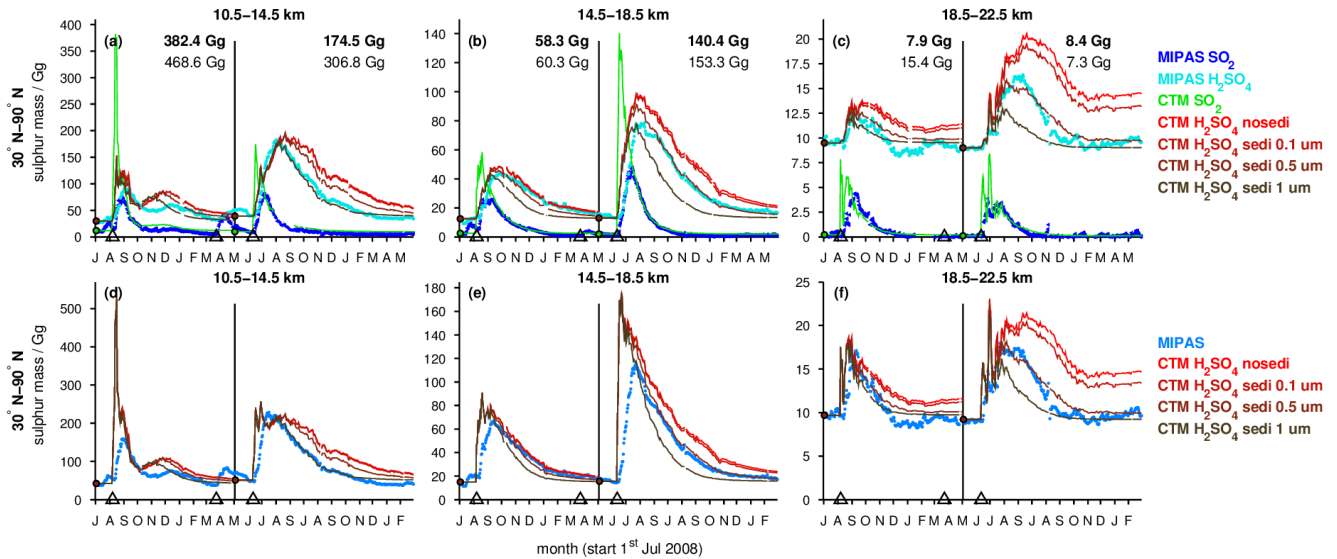 10.5−14.5 km
14.5−18.5 km
18.5−22.5 km
30° N−90° N
sulphur mass / Gg
400
350
300
250
200
150
100
50
0
(a)
382.4 Gg
468.6 Gg
174.5 Gg
306.8 Gg
J A S O N D J F M A M J J A S O N D J F M A M
140
120
100
80
60
40
20
0
(b)
58.3 Gg
60.3 Gg
140.4 Gg
153.3 Gg
J A S O N D J F M A M J J A S O N D J F M A M
20
17.5
15
12.5
10
7.5
5
2.5
0
(c)
7.9 Gg
15.4 Gg
8.4 Gg
7.3 Gg
J A S O N D J F M A M J J A S O N D J F M A M
MIPAS SO2
MIPAS H2SO4
CTM SO2
CTM H2SO4 nosedi
CTM H2SO4 sedi 0.1 um
CTM H2SO4 sedi 0.5 um
CTM H2SO4 sedi 1 um
10.5−14.5 km
14.5−18.5 km
18.5−22.5 km
30° N−90° N
sulphur mass / Gg
500
400
300
200
100
0
(d)
J A S O N D J F M A M J J A S O N D J F
180
160
140
120
100
80
60
40
20
0
(e)
J A S O N D J F M A M J J A S O N D J F
25
20
15
10
5
0
(f)
J A S O N D J F M A M J J A S O N D J F
MIPAS
CTM H2SO4 nosedi
CTM H2SO4 sedi 0.1 um
CTM H2SO4 sedi 0.5 um
CTM H2SO4 sedi 1 um
month (start 1st Jul 2008)